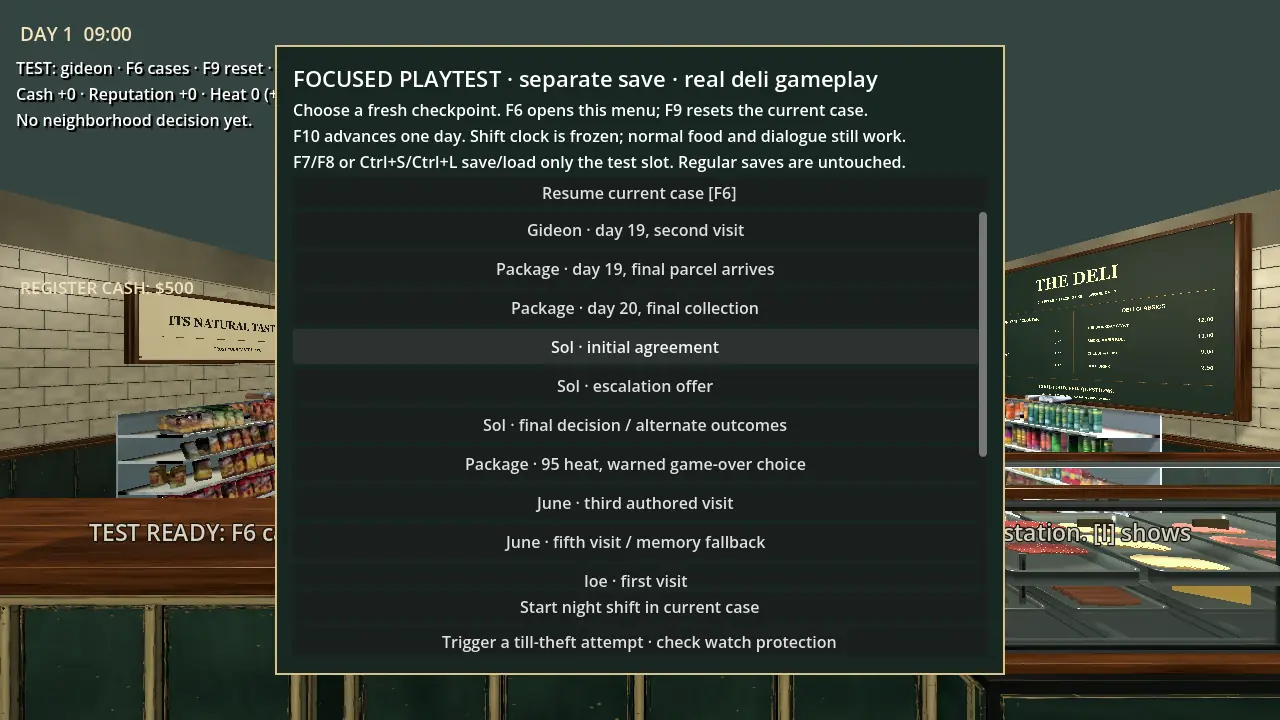 DAY 1 09:00
TEST: gideon · F6 cases · F9 reset ·
Cash +0 · Reputation +0 · Heat 0 (+
No neighborhood decision yet.
FOCUSED PLAYTEST · separate save · real deli gameplay
Choose a fresh checkpoint. F6 opens this menu; F9 resets the current case.
F10 advances one day. Shift clock is frozen; normal food and dialogue still work.
F7/F8 or Ctrl+S/Ctrl+L save/load only the test slot. Regular saves are untouched.
Resume current case [F6]
Gideon · day 19, second visit
Package · day 19, final parcel arrives
Package · day 20, final collection
Sol · initial agreement
Sol · escalation offer
Sol · final decision / alternate outcomes
Package · 95 heat, warned game-over choice
June · third authored visit
June · fifth visit / memory fallback
Joe · first visit
Start night shift in current case
Trigger a till-theft attempt · check watch protection
REGISTER CASH: $500
ITS NATURAL TAST
THE DELI
DELI CLASSICS
12.00
TEST READY: F6 ca
station. [I] shows